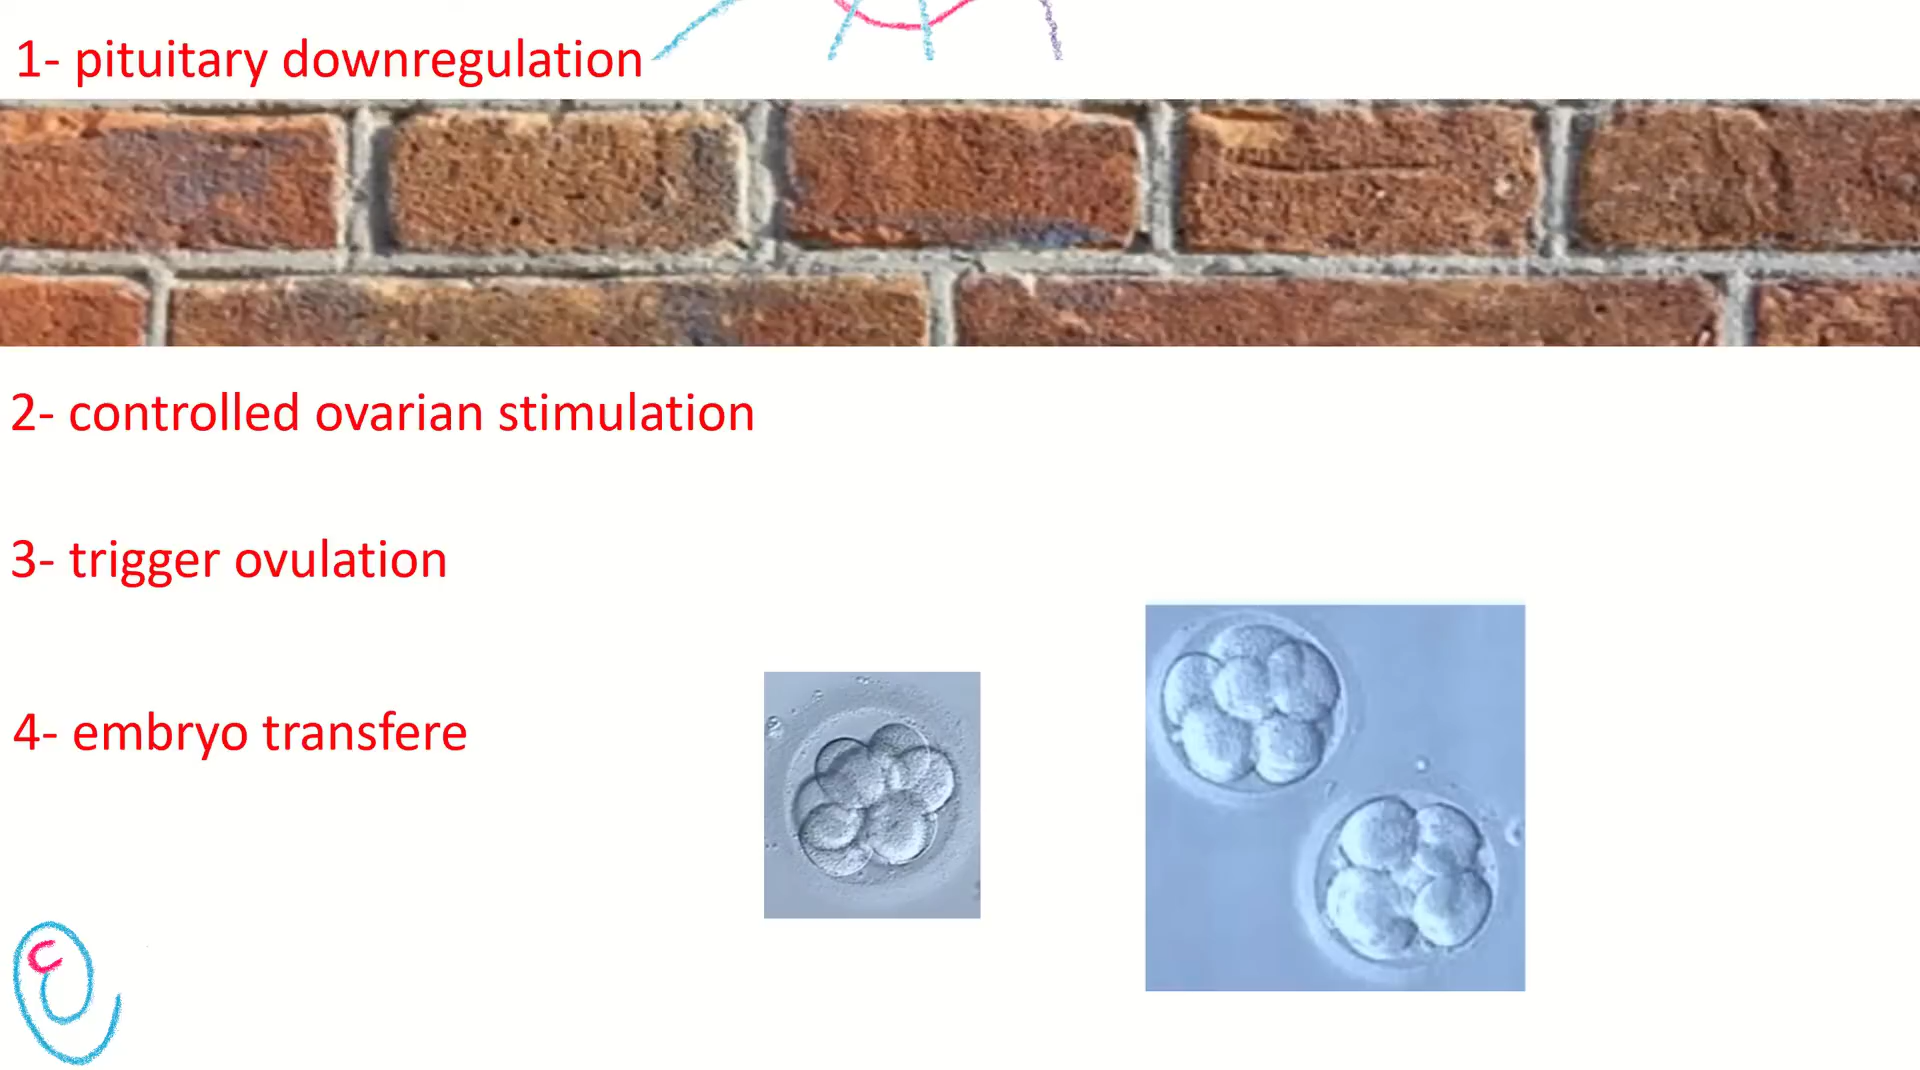 1- pituitary downregulation
2- controlled ovarian stimulation
3- trigger ovulation
4- embryo transfere